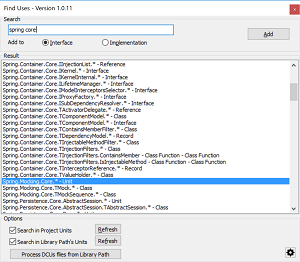 Find Uses - Version 1.0.11
Search
spring.core
Add
Add to
Interface
Implementation
Result
Spring.Container.Core.IInjectionList.* - Reference
Spring.Container.Core.IKernel.* - Interface
Spring.Container.Core.IKernelInternal.* - Interface
Spring.Container.Core.ILifetimeManager.* - Interface
Spring.Container.Core.IModelInterceptorsSelector.* - Interface
Spring.Container.Core.IProxyFactory.* - Interface
Spring.Container.Core.ISubDependencyResolver.* - Interface
Spring.Container.Core.TActivatorDelegate.* - Reference
Spring.Container.Core.TComponentModel.* - Class
Spring.Container.Core.TComponentModel.* - Class
Spring.Container.Core.TContainsMemberFilter.* - Class
Spring.Container.Core.TDependencyModel.* - Record
Spring.Container.Core.TInjectableMethodFilter.* - Class
Spring.Container.Core.TInjectionFilters.* - Class
Spring.Container.Core.TInjectionFilters.ContainsMember - Class Function - Class Function
Spring.Container.Core.TInjectionFilters.IsInjectableMethod - Class Function - Class Function
Spring.Container.Core.TInterceptorReference.* - Record
Spring.Container.Core.TValueHolder.* - Class
Spring.Mocking.Core.* - Unit
Spring.Mocking.Core.TMock.* - Class
Spring.Mocking.Core.TMockSequence.* - Class
Spring.Persistence.Core.AbstractSession.* - Unit
Spring.Persistence.Core.AbstractSession.TAbstractSession.* - Class
Options
Search in Project Units
Refresh
Search in Library Path's Units
Refresh
Process DCUs files from Library Path